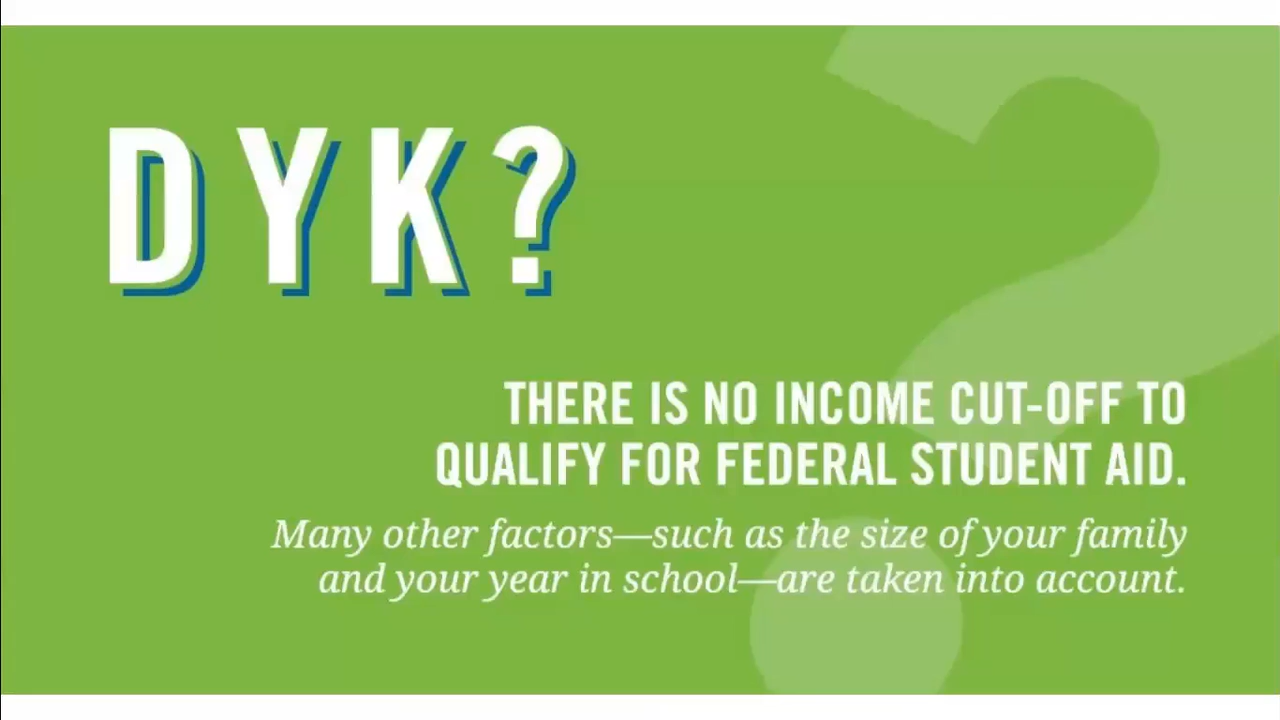 DYK?
THERE IS NO INCOME CUT-OFF TO
QUALIFY FOR FEDERAL STUDENT AID.
Many other factors—such as the size of your family
and your year in school—are taken into account.